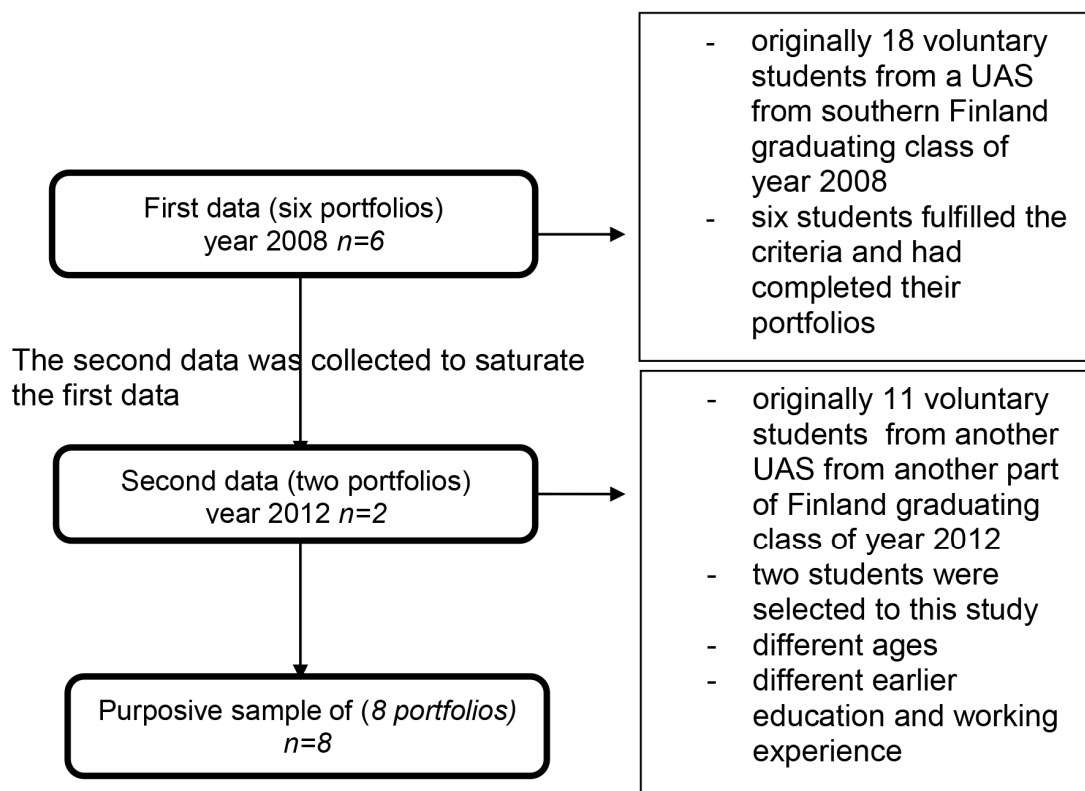 First data (six portfolios)
year 2008 n=6
- originally 18 voluntary
students from a UAS
from southern Finland
graduating class of
year 2008
- six students fulfilled the
criteria and had
completed their
portfolios
The second data was collected to saturate
the first data
Second data (two portfolios)
year 2012 n=2
- originally 11 voluntary
students from another
UAS from another part
of Finland graduating
class of year 2012
- two students were
selected to this study
- different ages
- different earlier
education and working
experience
Purposive sample of (8 portfolios)
n=8